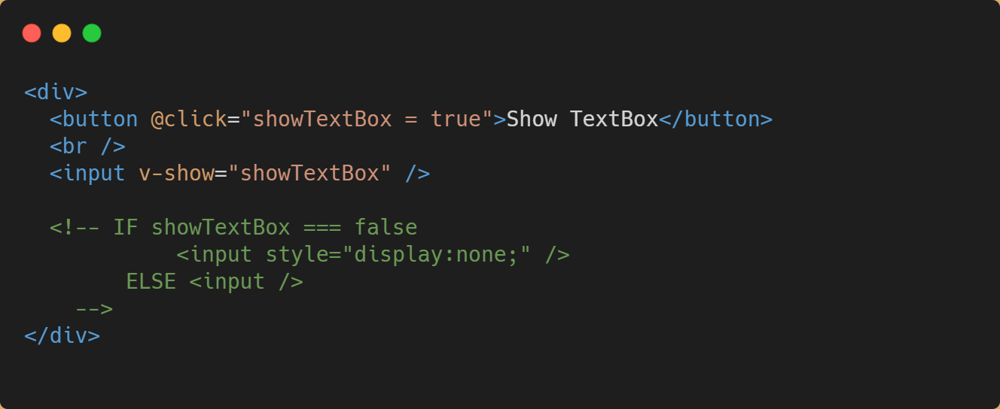 <div>
  <button @click="showTextBox = true">Show TextBox</button>
  <br />
  <input v-show="showTextBox" />

  <!-- IF showTextBox === false
            <input style="display:none;" />
        ELSE <input />
    -->
</div>